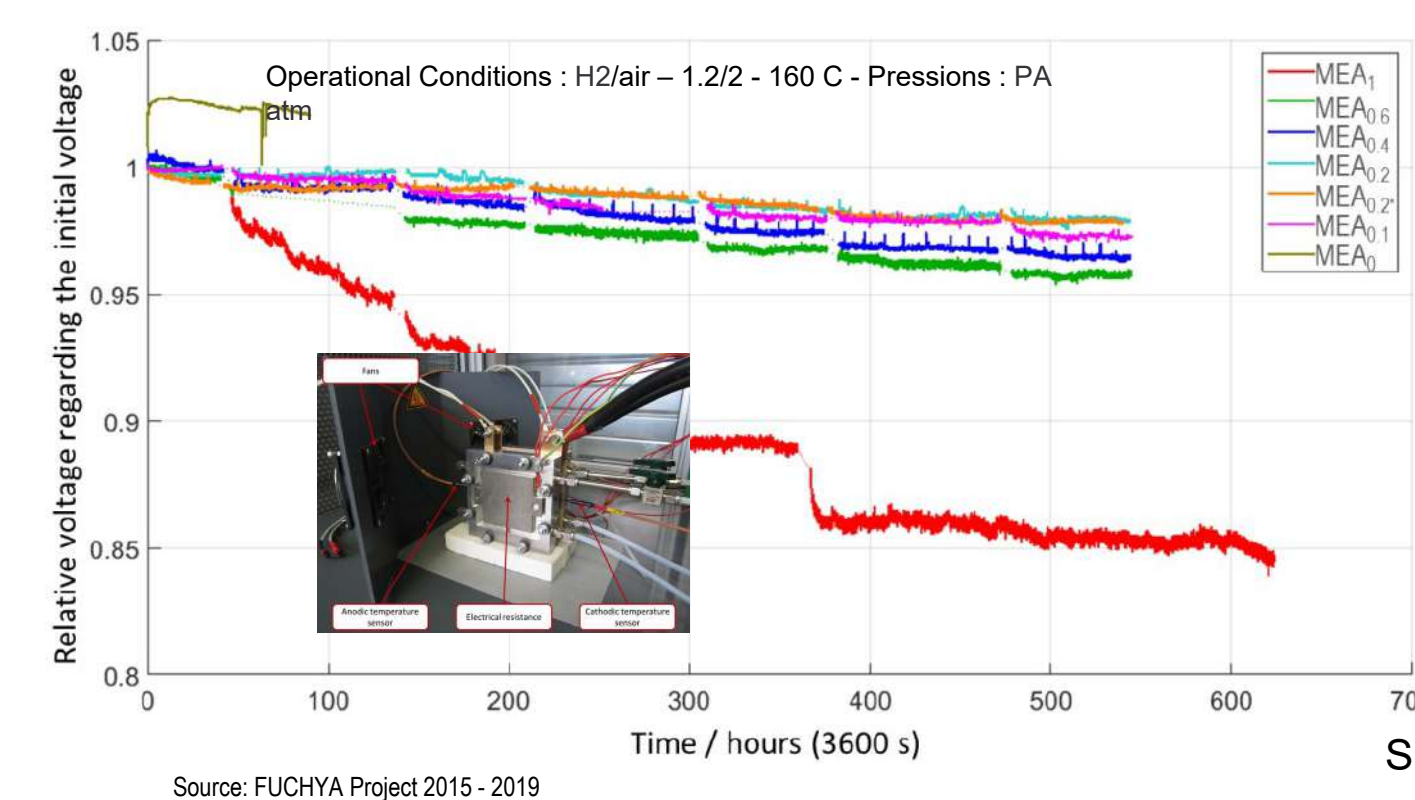 1.05
Operational Conditions : H2/air – 1.2/2 - 160 C - Pressions : PA
atm
MEA1
MEA0.6
MEA0.4
MEA0.2
MEA0.2*
MEA0.1
MEA0
1
0.95
0.9
0.85
0.8
Relative voltage regarding the initial voltage
Fans
Anodic temperature
sensor
Electrical resistance
Cathodic temperature
sensor
0 100 200 300 400 500 600 70
Time / hours (3600 s)
S
Source: FUCHYA Project 2015 - 2019